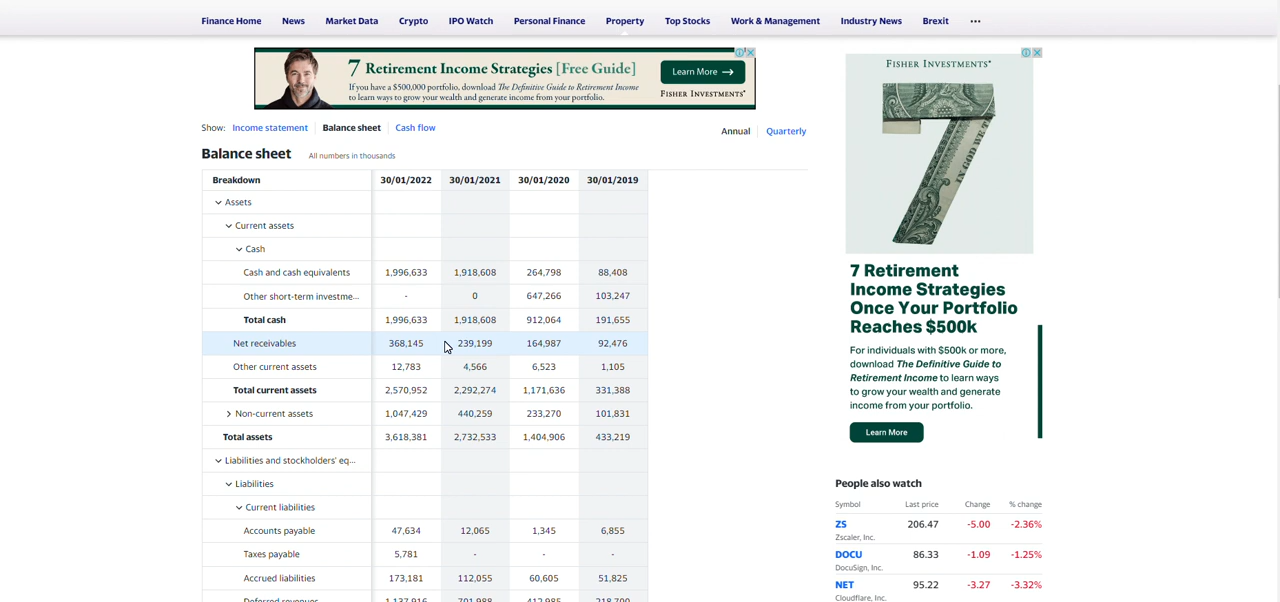 Finance Home News Market Data Crypto IPO Watch Personal Finance Property Top Stocks Work & Management Industry News Brexit •••
7 Retirement Income Strategies [Free Guide]
If you have a $500,000 portfolio, download The Definitive Guide to Retirement Income
to learn ways to grow your wealth and generate income from your portfolio.
Learn More →
FISHER INVESTMENTS®
Show: Income statement Balance sheet Cash flow
Annual Quarterly
Balance sheet All numbers in thousands
Breakdown 30/01/2022 30/01/2021 30/01/2020 30/01/2019
Assets
Current assets
Cash
Cash and cash equivalents 1,996,633 1,918,608 264,798 88,408
Other short-term investme... - 0 647,266 103,247
Total cash 1,996,633 1,918,608 912,064 191,655
Net receivables 368,145 239,199 164,987 92,476
Other current assets 12,783 4,566 6,523 1,105
Total current assets 2,570,952 2,292,274 1,171,636 331,388
Non-current assets 1,047,429 440,259 233,270 101,831
Total assets 3,618,381 2,732,533 1,404,906 433,219
Liabilities and stockholders' eq...
Liabilities
Current liabilities
Accounts payable 47,634 12,065 1,345 6,855
Taxes payable 5,781 - - -
Accrued liabilities 173,181 112,055 60,605 51,825
Deferred revenues 1,137,916 701,988 412,985 218,700
FISHER INVESTMENTS®
7
7 Retirement
Income Strategies
Once Your Portfolio
Reaches $500k
For individuals with $500k or more,
download The Definitive Guide to
Retirement Income to learn ways
to grow your wealth and generate
income from your portfolio.
Learn More
People also watch
Symbol Last price Change % change
ZS 206.47 -5.00 -2.36%
Zscaler, Inc.
DOCU 86.33 -1.09 -1.25%
DocuSign, Inc.
NET 95.22 -3.27 -3.32%
Cloudflare, Inc.